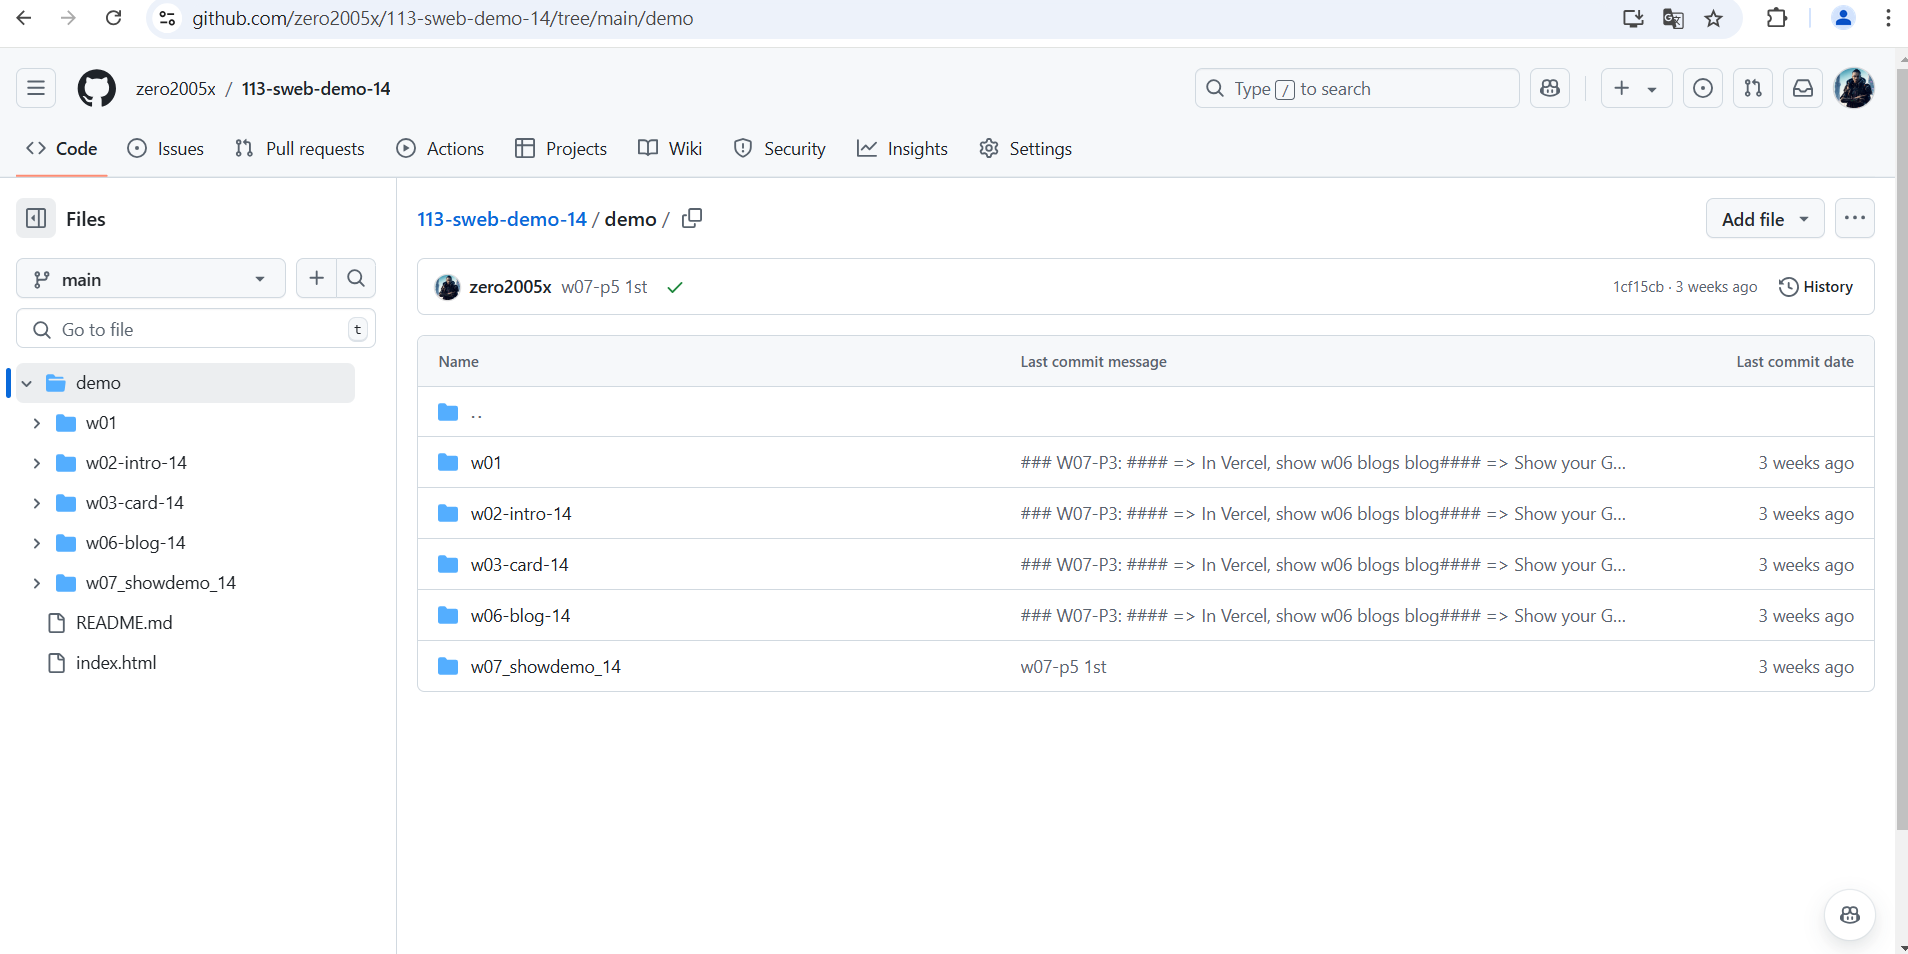 github.com/zero2005x/113-sweb-demo-14/tree/main/demo
zero2005x / 113-sweb-demo-14
Type / to search
Code Issues Pull requests Actions Projects Wiki Security Insights Settings
Files
main
Go to file t
demo
w01
w02-intro-14
w03-card-14
w06-blog-14
w07_showdemo_14
README.md
index.html
113-sweb-demo-14 / demo /
Add file
zero2005x w07-p5 1st
1cf15cb · 3 weeks ago History
Name Last commit message Last commit date
..
w01 ### W07-P3: #### => In Vercel, show w06 blogs blog#### => Show your G... 3 weeks ago
w02-intro-14 ### W07-P3: #### => In Vercel, show w06 blogs blog#### => Show your G... 3 weeks ago
w03-card-14 ### W07-P3: #### => In Vercel, show w06 blogs blog#### => Show your G... 3 weeks ago
w06-blog-14 ### W07-P3: #### => In Vercel, show w06 blogs blog#### => Show your G... 3 weeks ago
w07_showdemo_14 w07-p5 1st 3 weeks ago